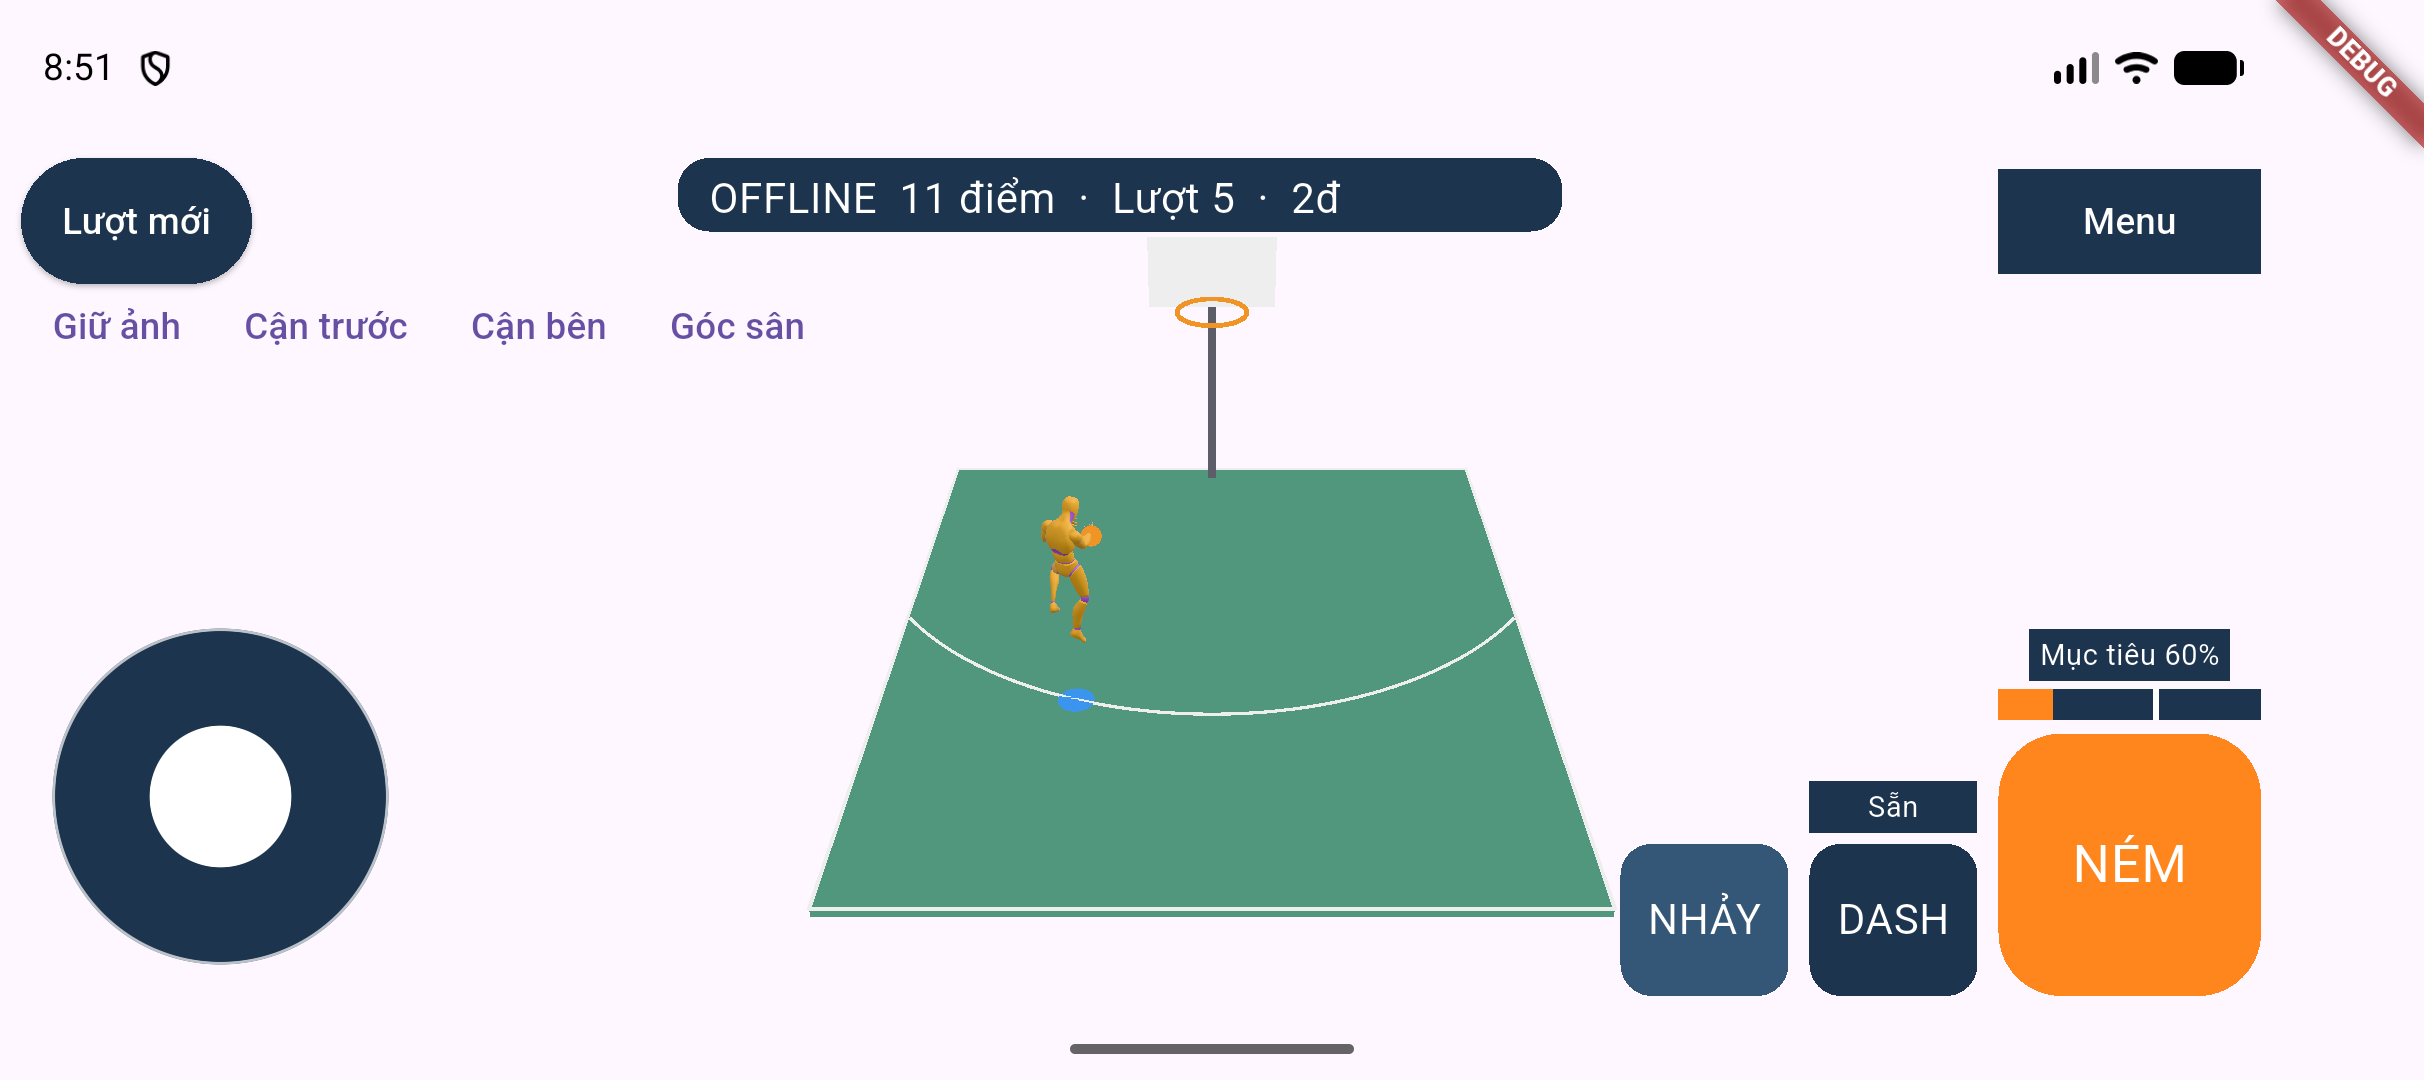 8:51
DEBUG
Lượt mới
OFFLINE 11 điểm · Lượt 5 · 2đ
Menu
Giữ ảnh Cận trước Cận bên Góc sân
Mục tiêu 60%
Sẵn
NHẢY
DASH
NÉM